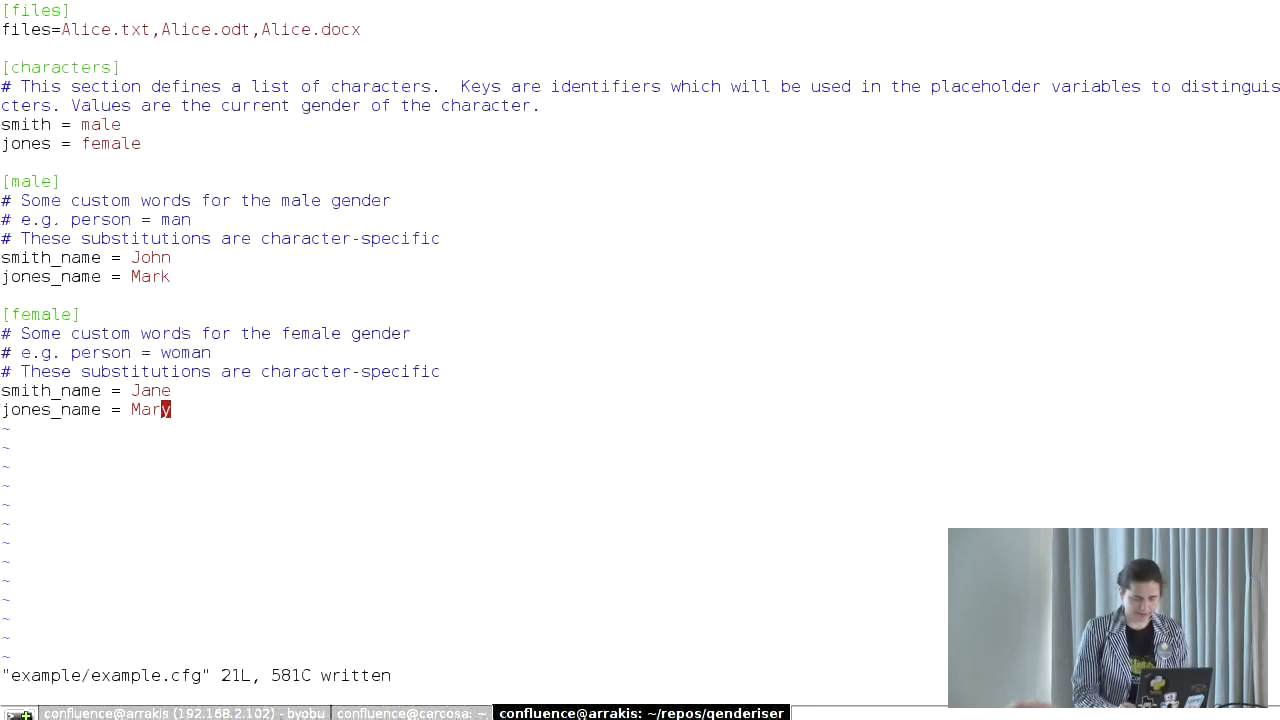 [files]
files=Alice.txt,Alice.odt,Alice.docx
[characters]
# This section defines a list of characters.  Keys are identifiers which will be used in the placeholder variables to distinguis
cters. Values are the current gender of the character.
smith = male
jones = female
[male]
# Some custom words for the male gender
# e.g. person = man
# These substitutions are character-specific
smith_name = John
jones_name = Mark
[female]
# Some custom words for the female gender
# e.g. person = woman
# These substitutions are character-specific
smith_name = Jane
jones_name = Mary
~
~
~
~
~
~
~
~
~
~
~
~
~
"example/example.cfg" 21L, 581C written
confluence@arrakis (192.168.2.102) - byobu confluence@carcosa: ~ confluence@arrakis: ~/repos/genderiser